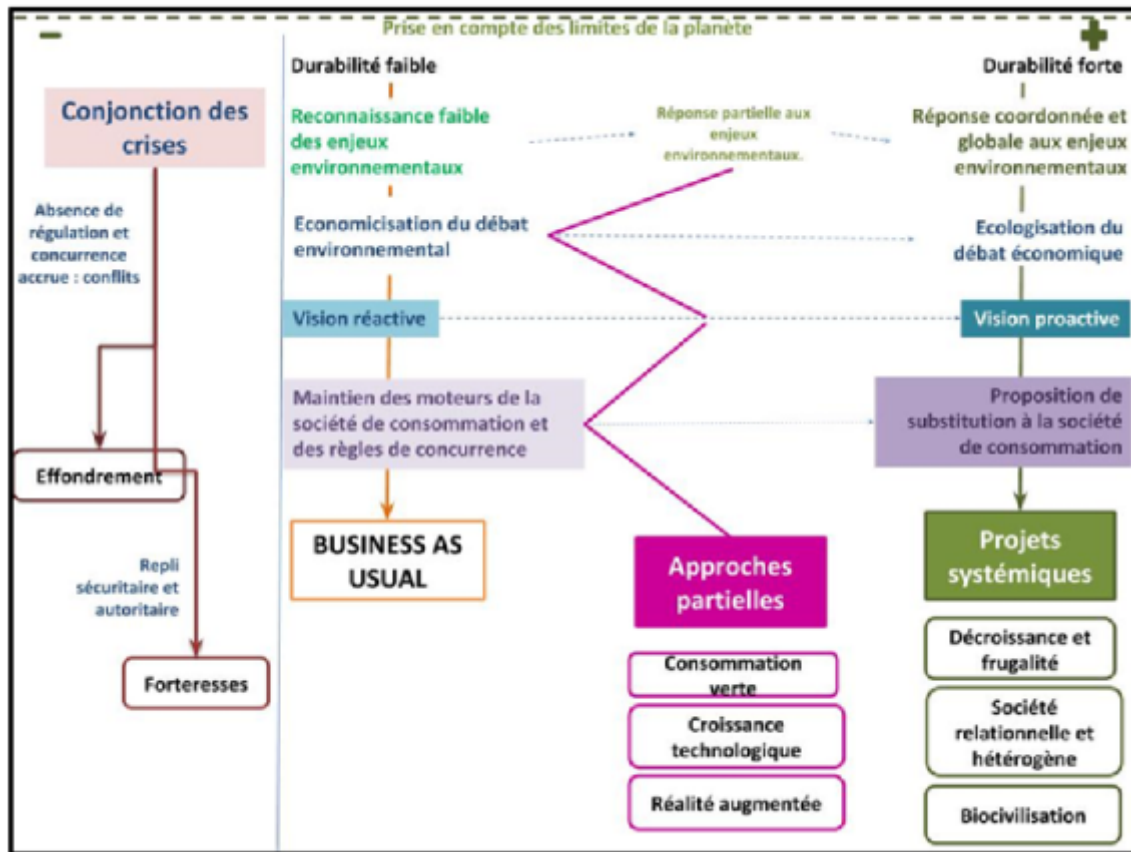 Prise en compte des limites de la planète
Conjonction des
crises
Absence de
régulation et
concurrence
accrue : conflits
Effondrement
Repli
sécuritaire et
autoritaire
Forteresses
Durabilité faible
Reconnaissance faible
des enjeux
environnementaux
Economicisation du débat
environnemental
Vision réactive
Maintien des moteurs de la
société de consommation et
des règles de concurrence
BUSINESS AS
USUAL
Réponse partielle aux
enjeux
environnementaux.
Approches
partielles
Consommation
verte
Croissance
technologique
Réalité augmentée
Durabilité forte
Réponse coordonnée et
globale aux enjeux
environnementaux
Ecologisation du
débat économique
Vision proactive
Proposition de
substitution à la société
de consommation
Projets
systémiques
Décroissance et
frugalité
Société
relationnelle et
hétérogène
Biocivilisation